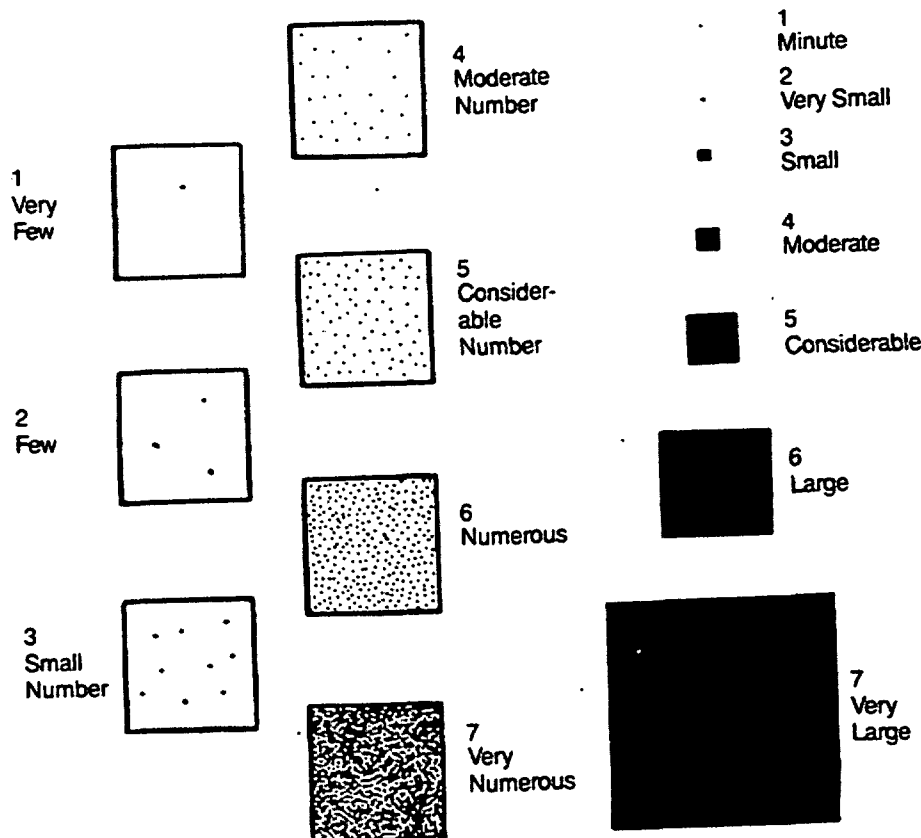 1
Very
Few
2
Few
3
Small
Number
4
Moderate
Number
5
Consider-
able
Number
6
Numerous
7
Very
Numerous
1
Minute
2
Very Small
3
Small
4
Moderate
5
Considerable
6
Large
7
Very
Large